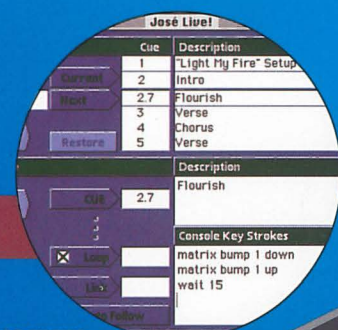 José Live!
Cue Description
1 "Light My Fire" Setup
Current 2 Intro
Next 2.7 Flourish
3 Verse
4 Chorus
Restore 5 Verse
Description
Flourish
CUE 2.7
Console Key Strokes
Loop matrix bump 1 down
matrix bump 1 up
Link wait 15
Follow